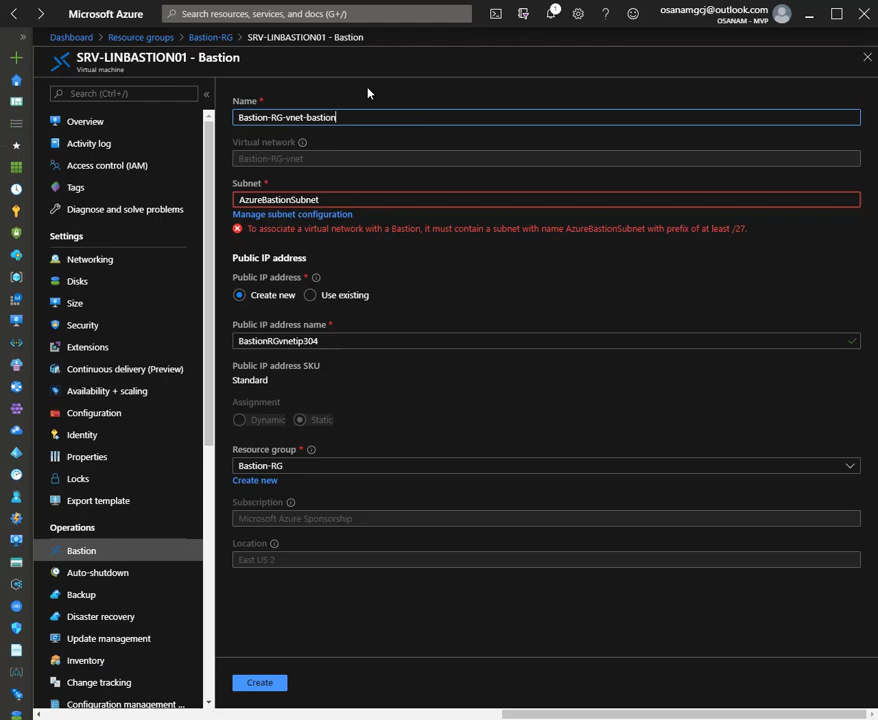 Microsoft Azure
Search resources, services, and docs (G+/)
1
osanamgcj@outlook.com
OSANAM - MVP
Dashboard > Resource groups > Bastion-RG > SRV-LINBASTION01 - Bastion
SRV-LINBASTION01 - Bastion
Virtual machine
Search (Ctrl+/)
Overview
Activity log
Access control (IAM)
Tags
Diagnose and solve problems
Settings
Networking
Disks
Size
Security
Extensions
Continuous delivery (Preview)
Availability + scaling
Configuration
Identity
Properties
Locks
Export template
Operations
Bastion
Auto-shutdown
Backup
Disaster recovery
Update management
Inventory
Change tracking
Configuration management ...
Name *
Bastion-RG-vnet-bastion
Virtual network
Bastion-RG-vnet
Subnet *
AzureBastionSubnet
Manage subnet configuration
To associate a virtual network with a Bastion, it must contain a subnet with name AzureBastionSubnet with prefix of at least /27.
Public IP address
Public IP address *
Create new Use existing
Public IP address name *
BastionRGvnetip304
Public IP address SKU
Standard
Assignment
Dynamic Static
Resource group *
Bastion-RG
Create new
Subscription
Microsoft Azure Sponsorship
Location
East US 2
Create